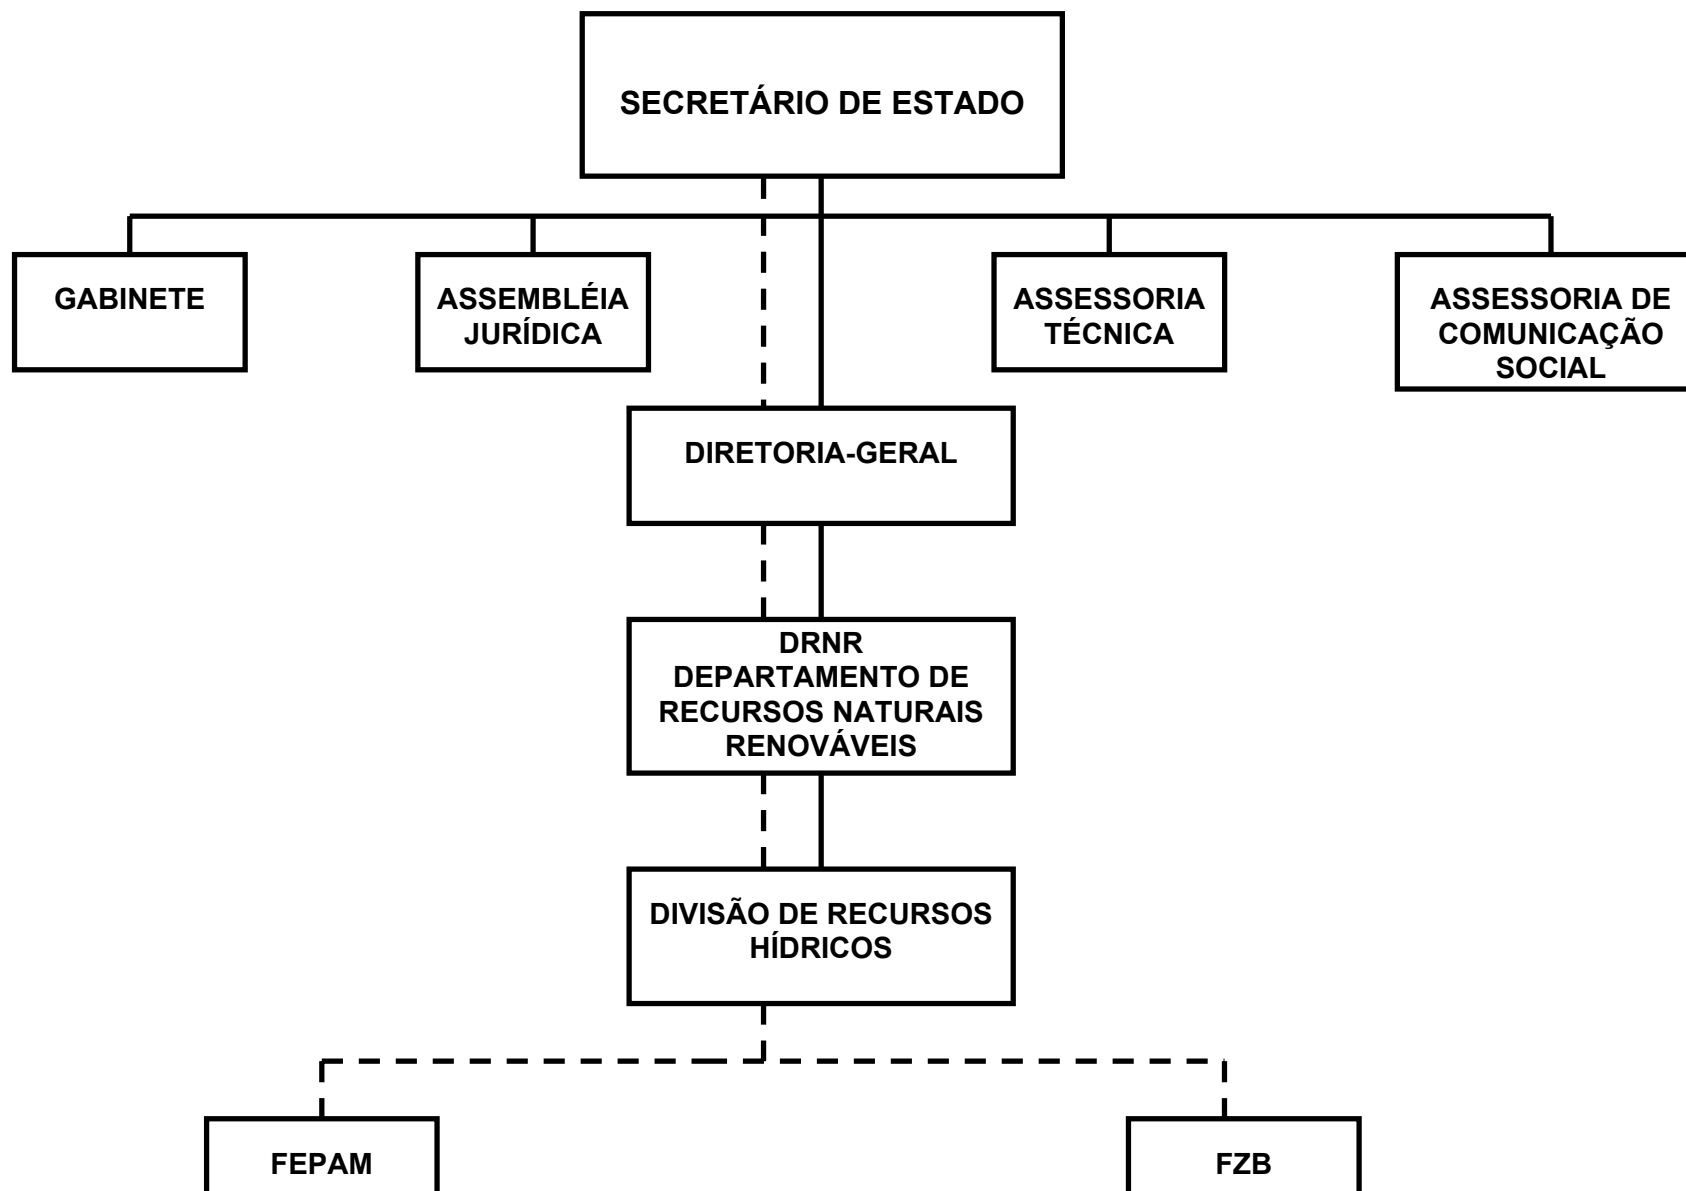 SECRETÁRIO DE ESTADO
GABINETE
ASSEMBLÉIA
JURÍDICA
ASSESSORIA
TÉCNICA
ASSESSORIA DE
COMUNICAÇÃO
SOCIAL
DIRETORIA-GERAL
DRNR
DEPARTAMENTO DE
RECURSOS NATURAIS
RENOVÁVEIS
DIVISÃO DE RECURSOS
HÍDRICOS
FEPAM
FZB